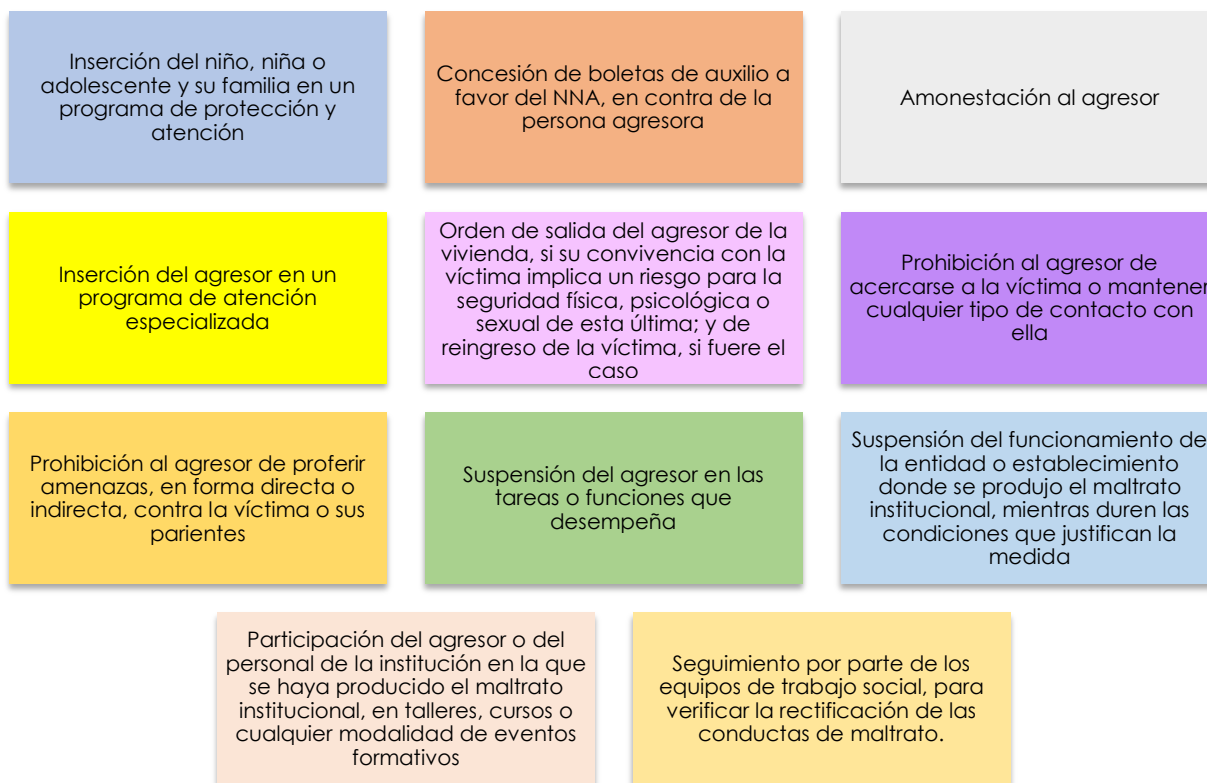 Inserción del niño, niña o
adolescente y su familia en un
programa de protección y
atención
Concesión de boletas de auxilio a
favor del NNA, en contra de la
persona agresora
Amonestación al agresor
Inserción del agresor en un
programa de atención
especializada
Orden de salida del agresor de la
vivienda, si su convivencia con la
víctima implica un riesgo para la
seguridad física, psicológica o
sexual de esta última; y de
reingreso de la víctima, si fuere el
caso
Prohibición al agresor de
acercarse a la víctima o mantener
cualquier tipo de contacto con
ella
Prohibición al agresor de proferir
amenazas, en forma directa o
indirecta, contra la víctima o sus
parientes
Suspensión del agresor en las
tareas o funciones que
desempeña
Suspensión del funcionamiento de
la entidad o establecimiento
donde se produjo el maltrato
institucional, mientras duren las
condiciones que justifican la
medida
Participación del agresor o del
personal de la institución en la que
se haya producido el maltrato
institucional, en talleres, cursos o
cualquier modalidad de eventos
formativos
Seguimiento por parte de los
equipos de trabajo social, para
verificar la rectificación de las
conductas de maltrato.